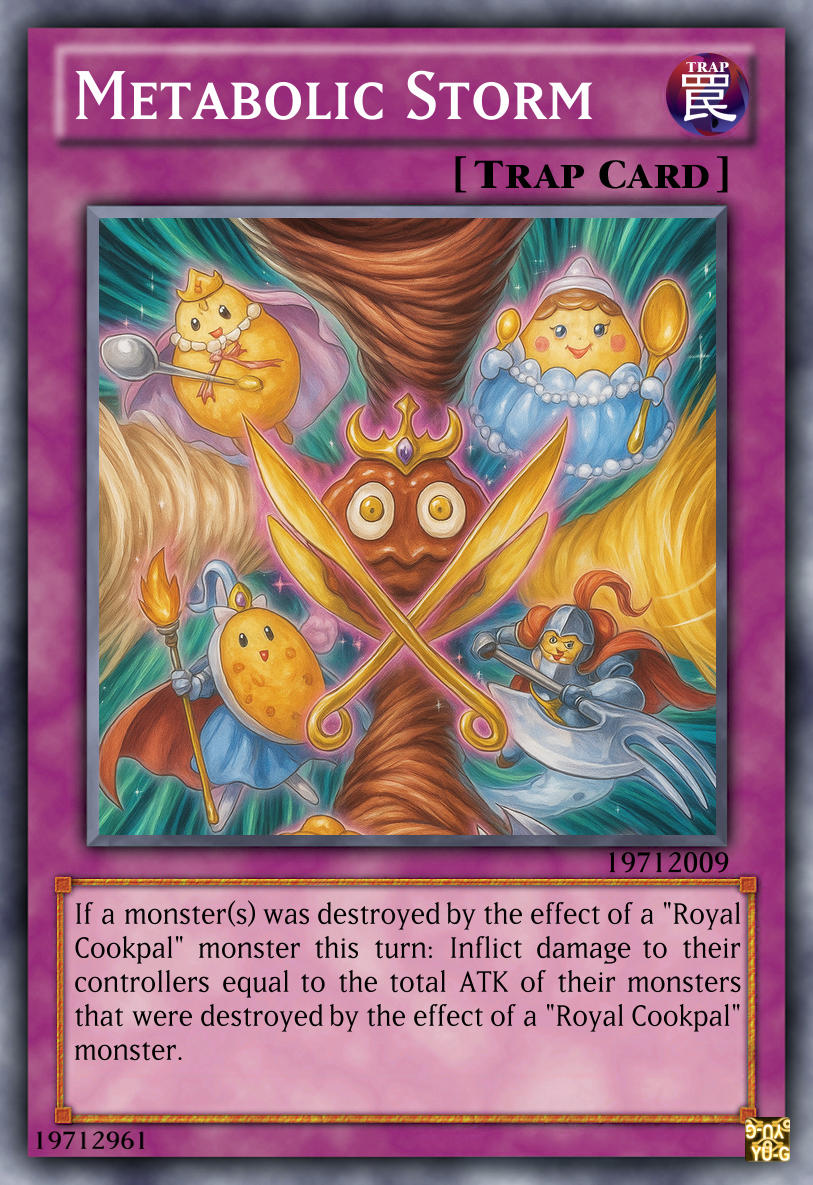 Metabolic Storm
TRAP
罠
[Trap Card]
19712009
If a monster(s) was destroyed by the effect of a "Royal
Cookpal" monster this turn: Inflict damage to their
controllers equal to the total ATK of their monsters
that were destroyed by the effect of a "Royal Cookpal"
monster.
19712961